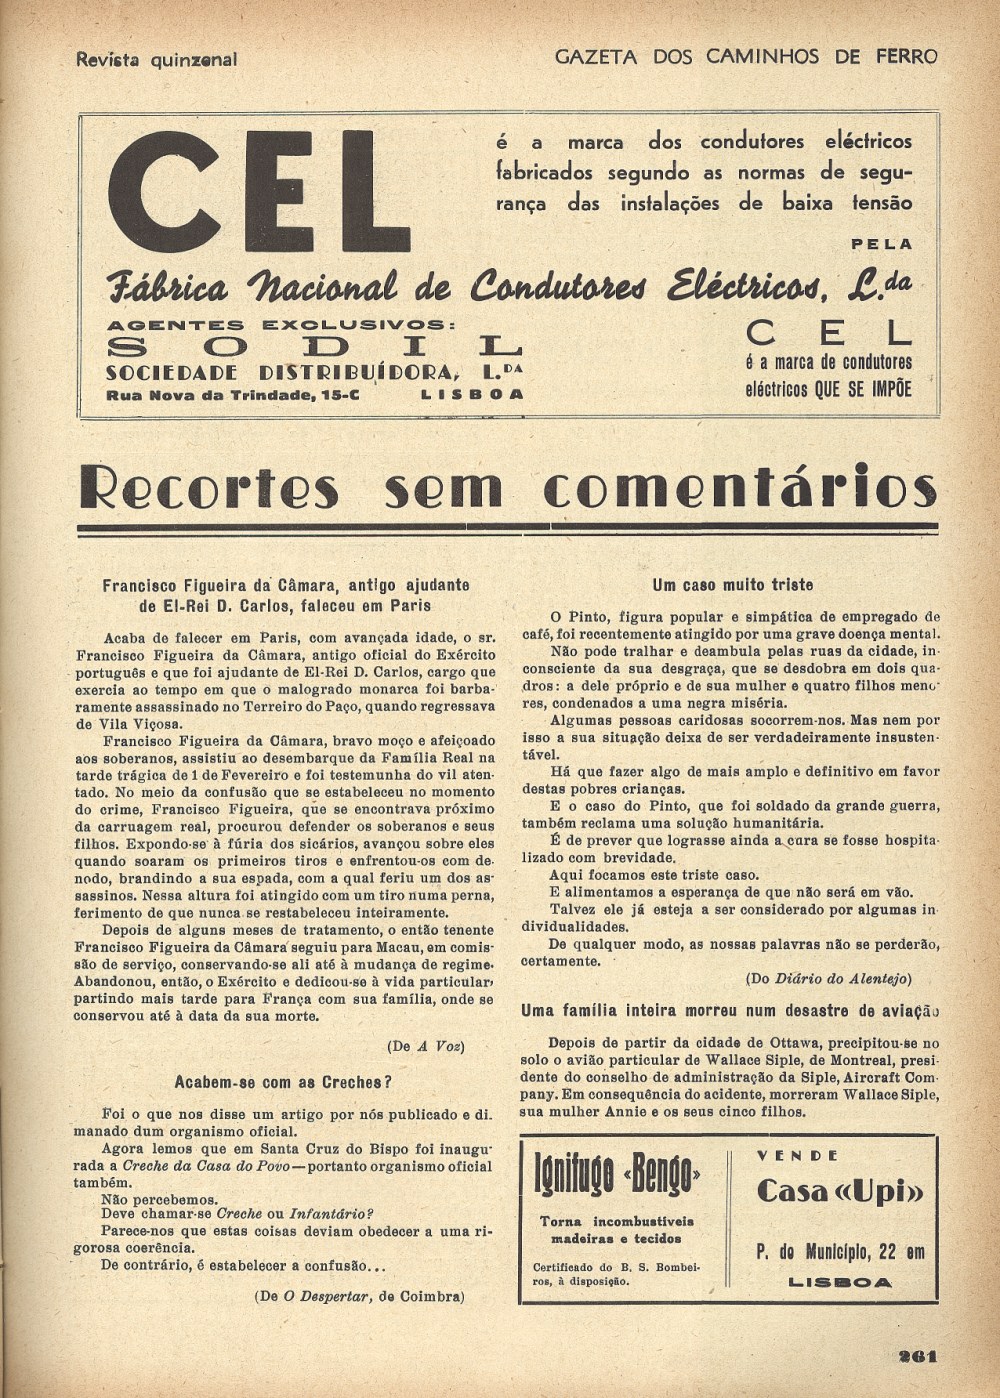 Revista quinzenal
GAZETA DOS CAMINHOS DE FERRO
CEL
é a marca dos condutores eléctricos
fabricados segundo as normas de segu-
rança das instalações de baixa tensão
PELA
Fábrica Nacional de Condutores Eléctricos, L.da
AGENTES EXCLUSIVOS:
SODIL
SOCIEDADE DISTRIBUÍDORA, L.DA
Rua Nova da Trindade, 15-C LISBOA
CEL
é a marca de condutores
eléctricos QUE SE IMPÕE
Recortes sem comentários
Francisco Figueira da Câmara, antigo ajudante
de El-Rei D. Carlos, faleceu em Paris
Acaba de falecer em Paris, com avançada idade, o sr.
Francisco Figueira da Câmara, antigo oficial do Exército
português e que foi ajudante de El-Rei D. Carlos, cargo que
exercia ao tempo em que o malogrado monarca foi barba-
ramente assassinado no Terreiro do Paço, quando regressava
de Vila Viçosa.
Francisco Figueira da Câmara, bravo moço e afeiçoado
aos soberanos, assistiu ao desembarque da Família Real na
tarde trágica de 1 de Fevereiro e foi testemunha do vil aten-
tado. No meio da confusão que se estabeleceu no momento
do crime, Francisco Figueira, que se encontrava próximo
da carruagem real, procurou defender os soberanos e seus
filhos. Expondo-se à fúria dos sicários, avançou sobre eles
quando soaram os primeiros tiros e enfrentou-os com de-
nodo, brandindo a sua espada, com a qual feriu um dos as-
sassinos. Nessa altura foi atingido com um tiro numa perna,
ferimento de que nunca se restabeleceu inteiramente.
Depois de alguns meses de tratamento, o então tenente
Francisco Figueira da Câmara seguiu para Macau, em comis-
são de serviço, conservando-se ali até à mudança de regime.
Abandonou, então, o Exército e dedicou-se à vida particular,
partindo mais tarde para França com sua família, onde se
conservou até à data da sua morte.
(De A Voz)
Acabem-se com as Creches?
Foi o que nos disse um artigo por nós publicado e di.
manado dum organismo oficial.
Agora lemos que em Santa Cruz do Bispo foi inaugu-
rada a Creche da Casa do Povo—portanto organismo oficial
também.
Não percebemos.
Deve chamar-se Creche ou Infantário?
Parece-nos que estas coisas deviam obedecer a uma ri-
gorosa coerência.
De contrário, é estabelecer a confusão...
(De O Despertar, de Coimbra)
Um caso muito triste
O Pinto, figura popular e simpática de empregado de
café, foi recentemente atingido por uma grave doença mental.
Não pode tralhar e deambula pelas ruas da cidade, in-
consciente da sua desgraça, que se desdobra em dois qua-
dros: a dele próprio e de sua mulher e quatro filhos meno-
res, condenados a uma negra miséria.
Algumas pessoas caridosas socorrem-nos. Mas nem por
isso a sua situação deixa de ser verdadeiramente insusten-
tável.
Há que fazer algo de mais amplo e definitivo em favor
destas pobres crianças.
E o caso do Pinto, que foi soldado da grande guerra,
também reclama uma solução humanitária.
É de prever que lograsse ainda a cura se fosse hospita-
lizado com brevidade.
Aqui focamos este triste caso.
E alimentamos a esperança de que não será em vão.
Talvez ele já esteja a ser considerado por algumas in-
dividualidades.
De qualquer modo, as nossas palavras não se perderão,
certamente.
(Do Diário do Alentejo)
Uma família inteira morreu num desastre de aviação
Depois de partir da cidade de Ottawa, precipitou-se no
solo o avião particular de Wallace Siple, de Montreal, presi-
dente do conselho de administração da Siple, Aircraft Com-
pany. Em consequência do acidente, morreram Wallace Siple,
sua mulher Annie e os seus cinco filhos.
Ignifugo «Bengo»
Torna incombustíveis
madeiras e tecidos
Certificado do B. S. Bombei-
ros, à disposição.
VENDE
Casa «Upi»
P. do Município, 22 em
LISBOA
261